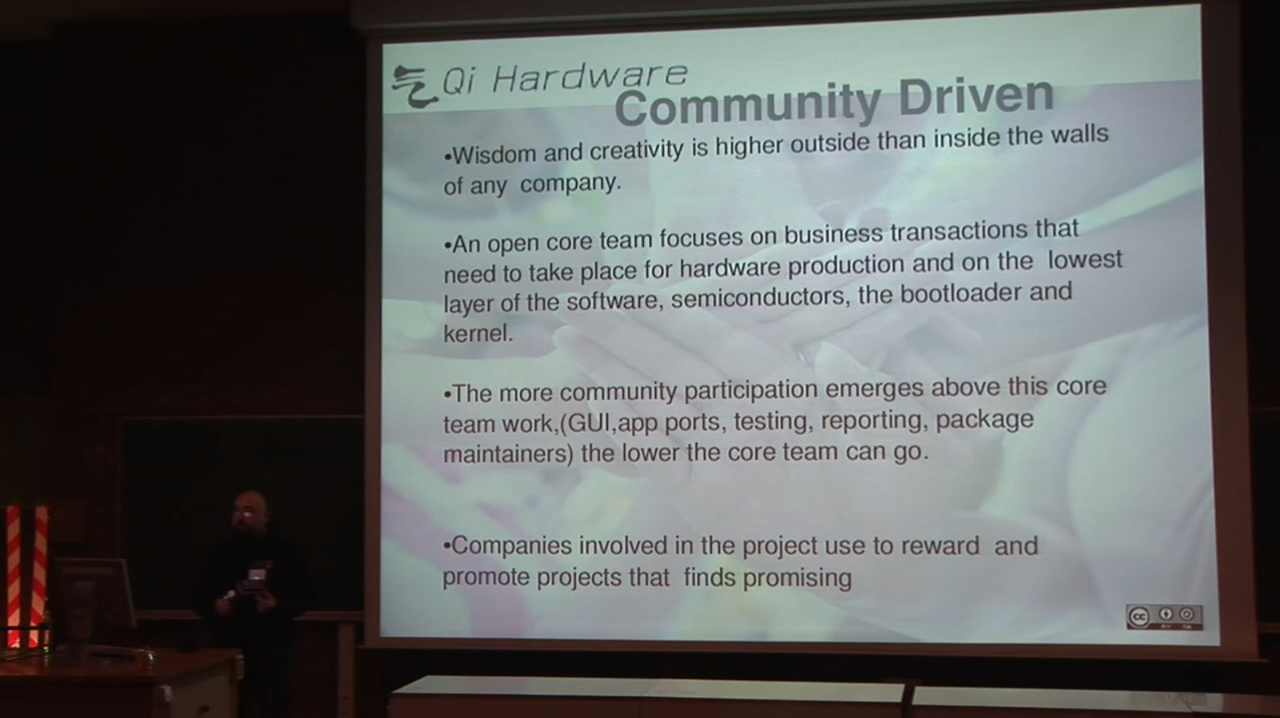 气 Qi Hardware
Community Driven
•Wisdom and creativity is higher outside than inside the walls
of any company.
•An open core team focuses on business transactions that
need to take place for hardware production and on the lowest
layer of the software, semiconductors, the bootloader and
kernel.
•The more community participation emerges above this core
team work,(GUI,app ports, testing, reporting, package
maintainers) the lower the core team can go.
•Companies involved in the project use to reward and
promote projects that finds promising
cc